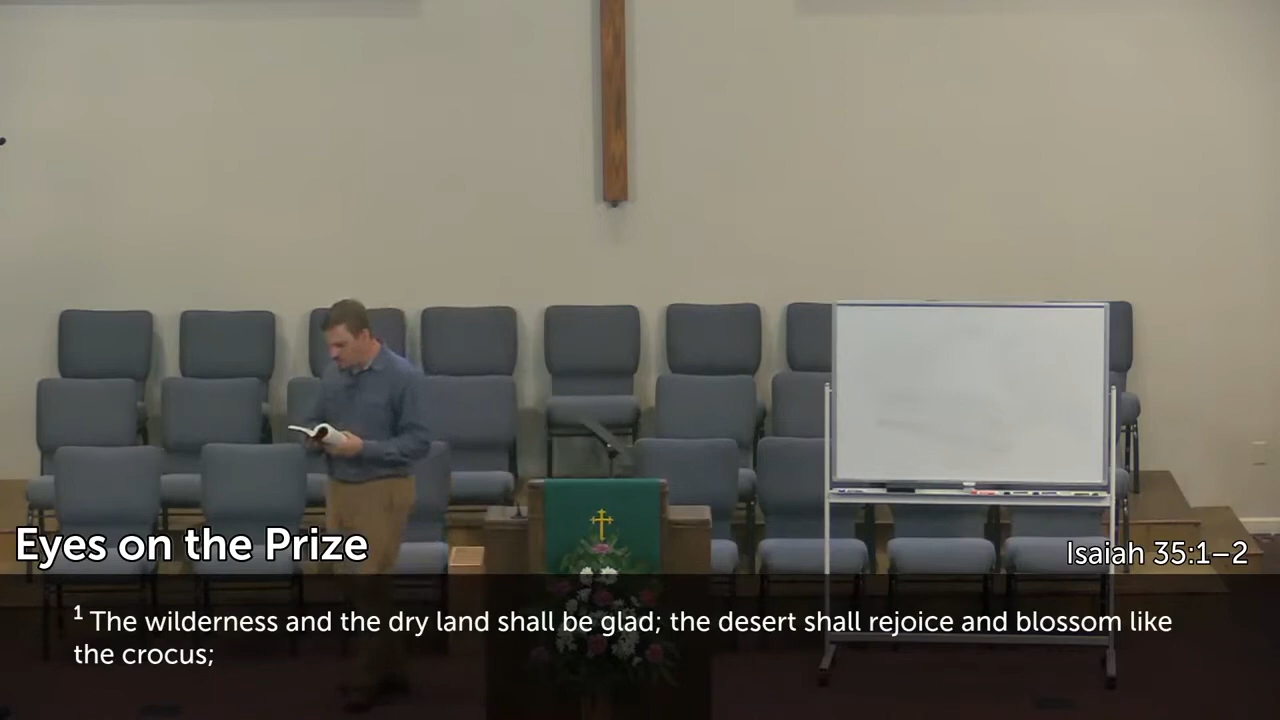 Eyes on the Prize
Isaiah 35:1–2
1 The wilderness and the dry land shall be glad; the desert shall rejoice and blossom like
the crocus;